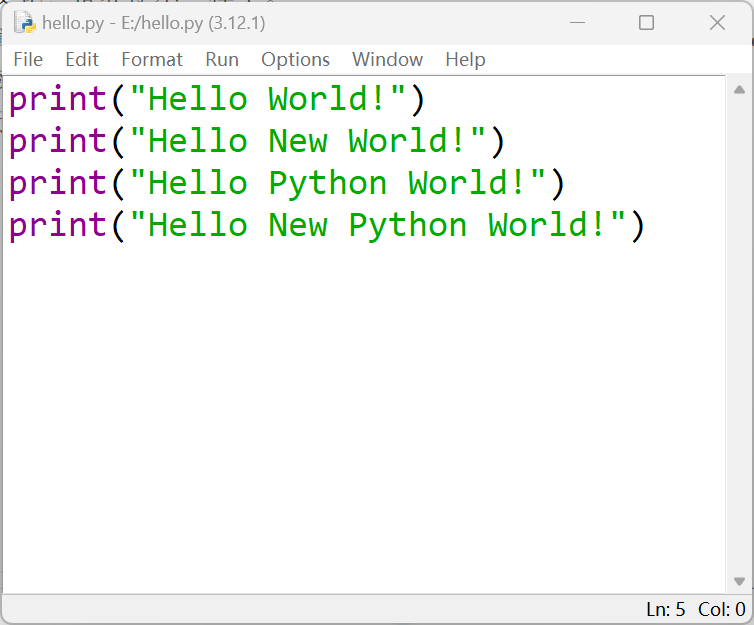 hello.py - E:/hello.py (3.12.1)
File Edit Format Run Options Window Help
print("Hello World!")
print("Hello New World!")
print("Hello Python World!")
print("Hello New Python World!")
Ln: 5 Col: 0